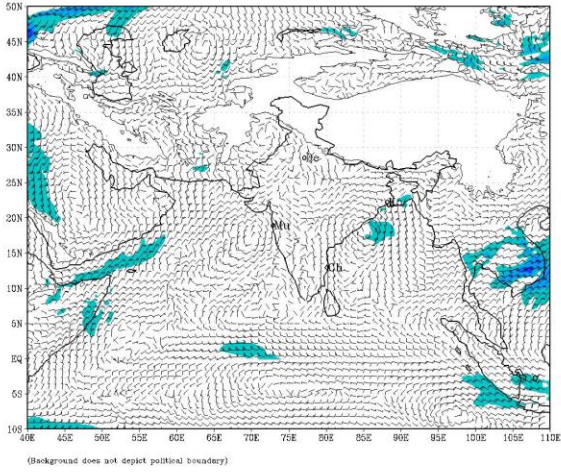 50N
45N
40N
35N
30N
25N
20N
Mu
15N
Ch
10N
5N
EQ
5S
10S
40E 45E 50E 55E 60E 65E 70E 75E 80E 85E 90E 95E 100E 105E 110E
(Background does not depict political boundary)